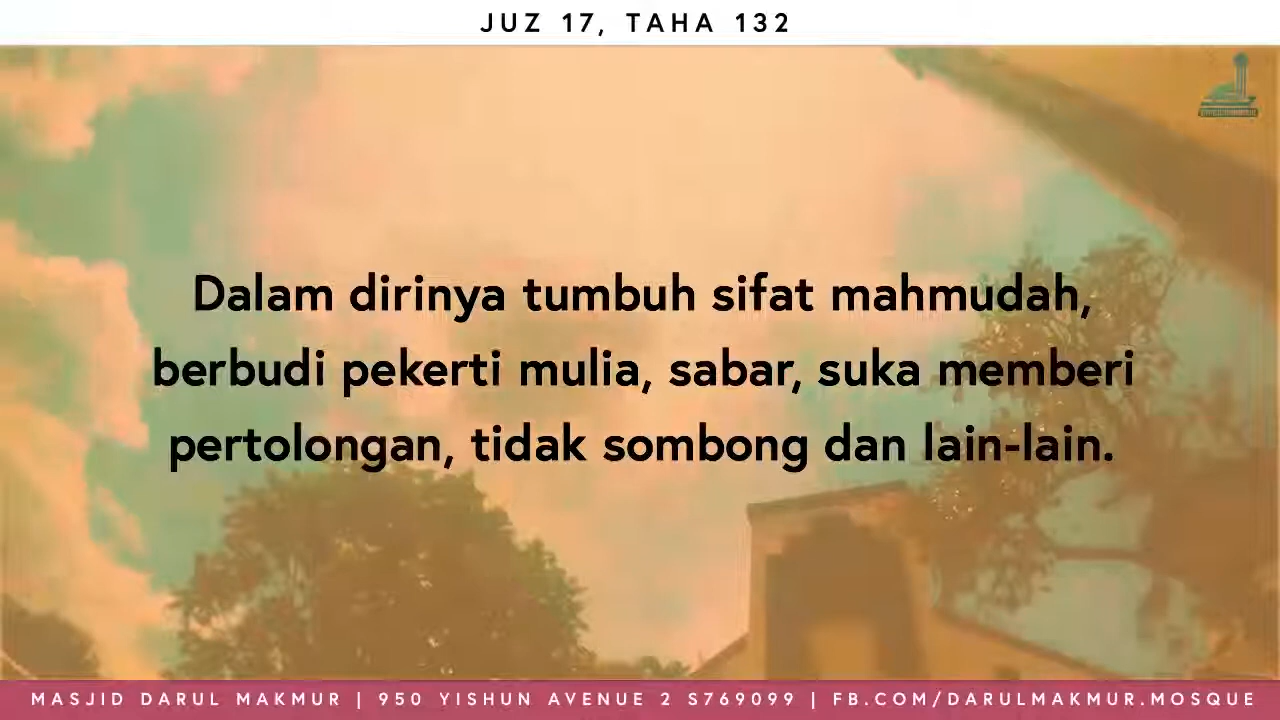 JUZ 17, TAHA 132
Dalam dirinya tumbuh sifat mahmudah,
berbudi pekerti mulia, sabar, suka memberi
pertolongan, tidak sombong dan lain-lain.
MASJID DARUL MAKMUR | 950 YISHUN AVENUE 2 S769099 | FB.COM/DARULMAKMUR.MOSQUE